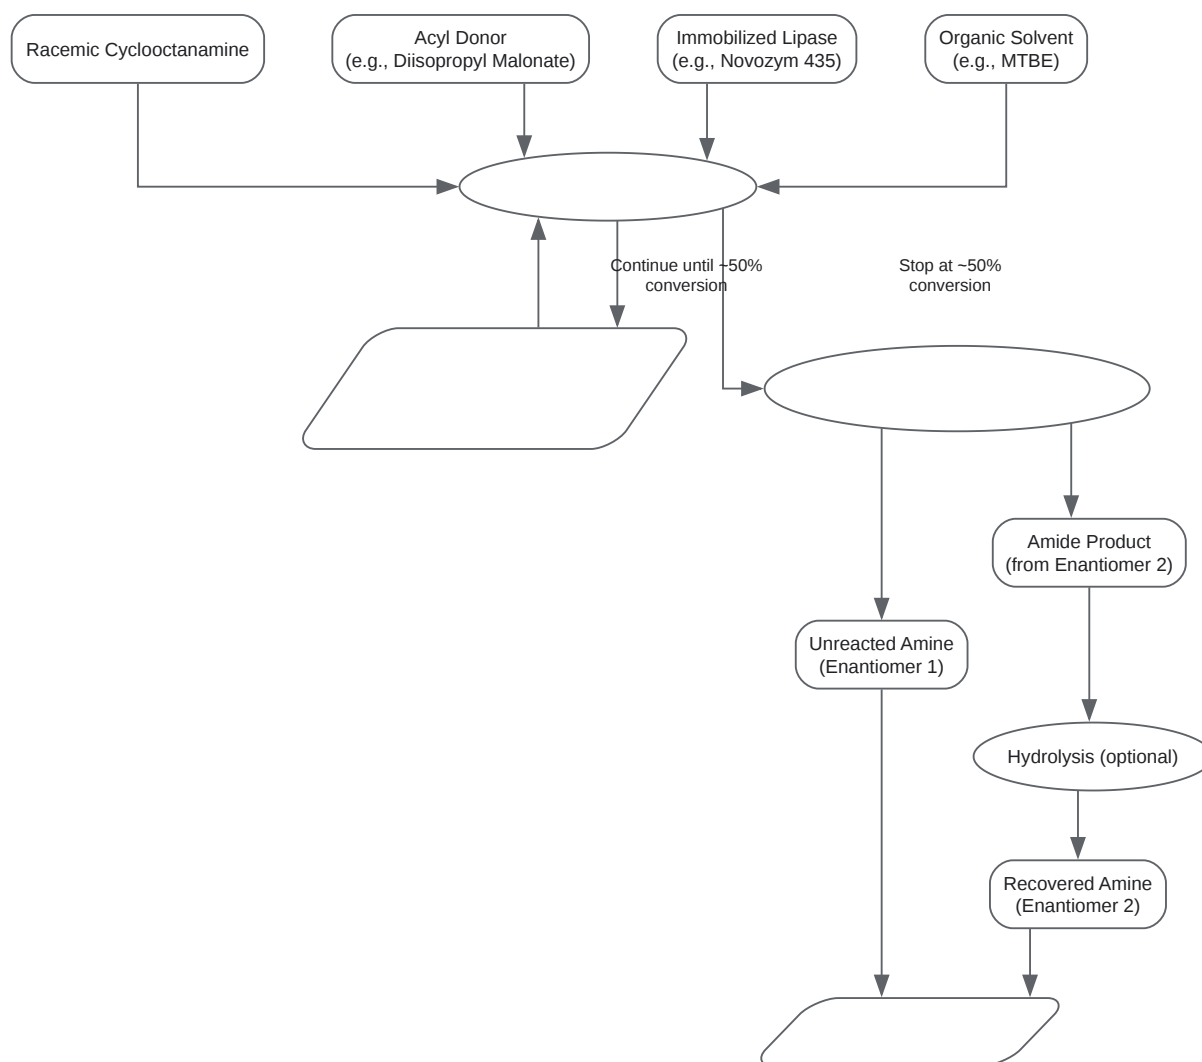 Racemic Cyclooctanamine
Acyl Donor
(e.g., Diisopropyl Malonate)
Immobilized Lipase
(e.g., Novozym 435)
Organic Solvent
(e.g., MTBE)
Continue until ~50%
conversion
Stop at ~50%
conversion
Amide Product
(from Enantiomer 2)
Unreacted Amine
(Enantiomer 1)
Hydrolysis (optional)
Recovered Amine
(Enantiomer 2)